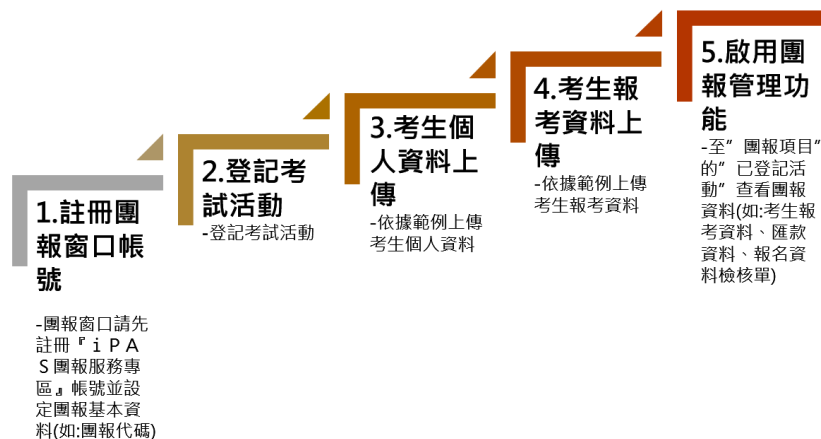 1.註冊團
報窗口帳
號
-團報窗口請先
註冊『ｉＰＡ
Ｓ團報服務專
區』帳號並設
定團報基本資
料(如:團報代碼)
2.登記考
試活動
-登記考試活動
3.考生個
人資料上
傳
-依據範例上傳
考生個人資料
4.考生報
考資料上
傳
-依據範例上傳
考生報考資料
5.啟用團
報管理功
能
-至”團報項目”
的”已登記活
動”查看團報
資料(如:考生報
考資料、匯款
資料、報名資
料檢核單)